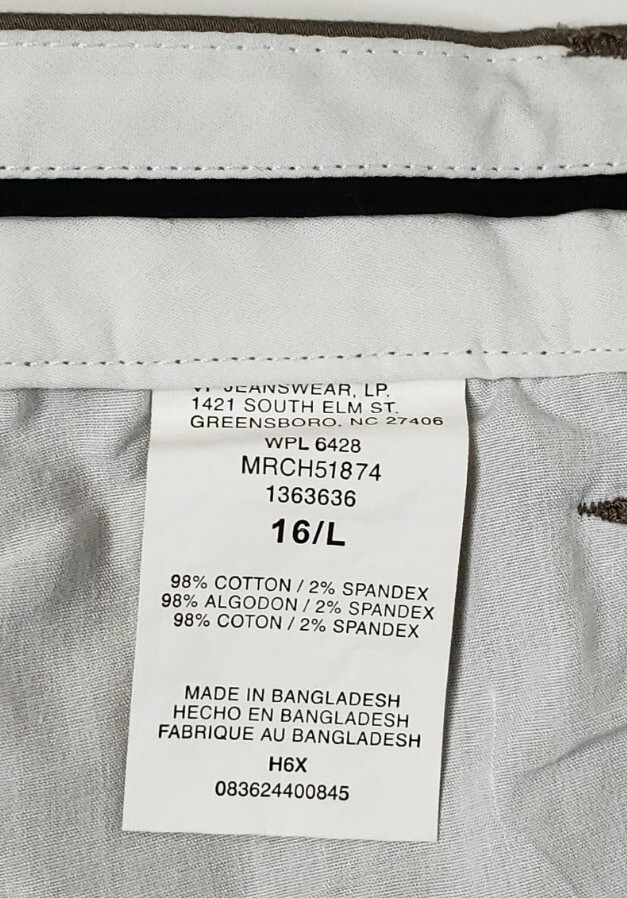 VF JEANSWEAR, LP.
1421 SOUTH ELM ST.
GREENSBORO, NC 27406
WPL 6428
MRCH51874
1363636
16/L
98% COTTON / 2% SPANDEX
98% ALGODON / 2% SPANDEX
98% COTON / 2% SPANDEX
MADE IN BANGLADESH
HECHO EN BANGLADESH
FABRIQUE AU BANGLADESH
H6X
083624400845